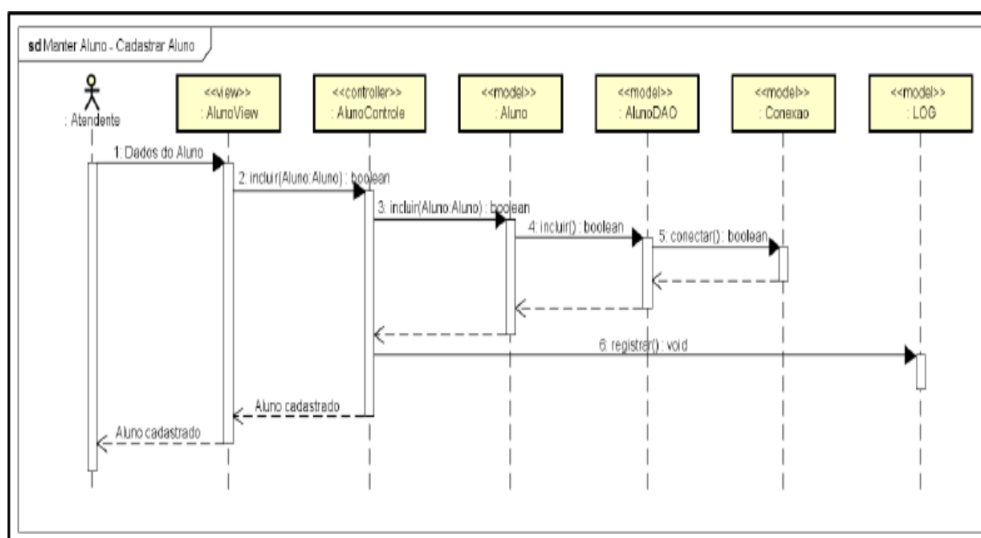 sd Manter Aluno - Cadastrar Aluno
: Atendente
<<view>>
: AlunoView
<<controller>>
: AlunoControle
<<model>>
: Aluno
<<model>>
: AlunoDAO
<<model>>
: Conexao
<<model>>
: LOG
1: Dados do Aluno
2: incluir(Aluno:Aluno) : boolean
3: incluir(Aluno:Aluno) : boolean
4: incluir() : boolean
5: conectar() : boolean
6: registrar() : void
Aluno cadastrado
Aluno cadastrado